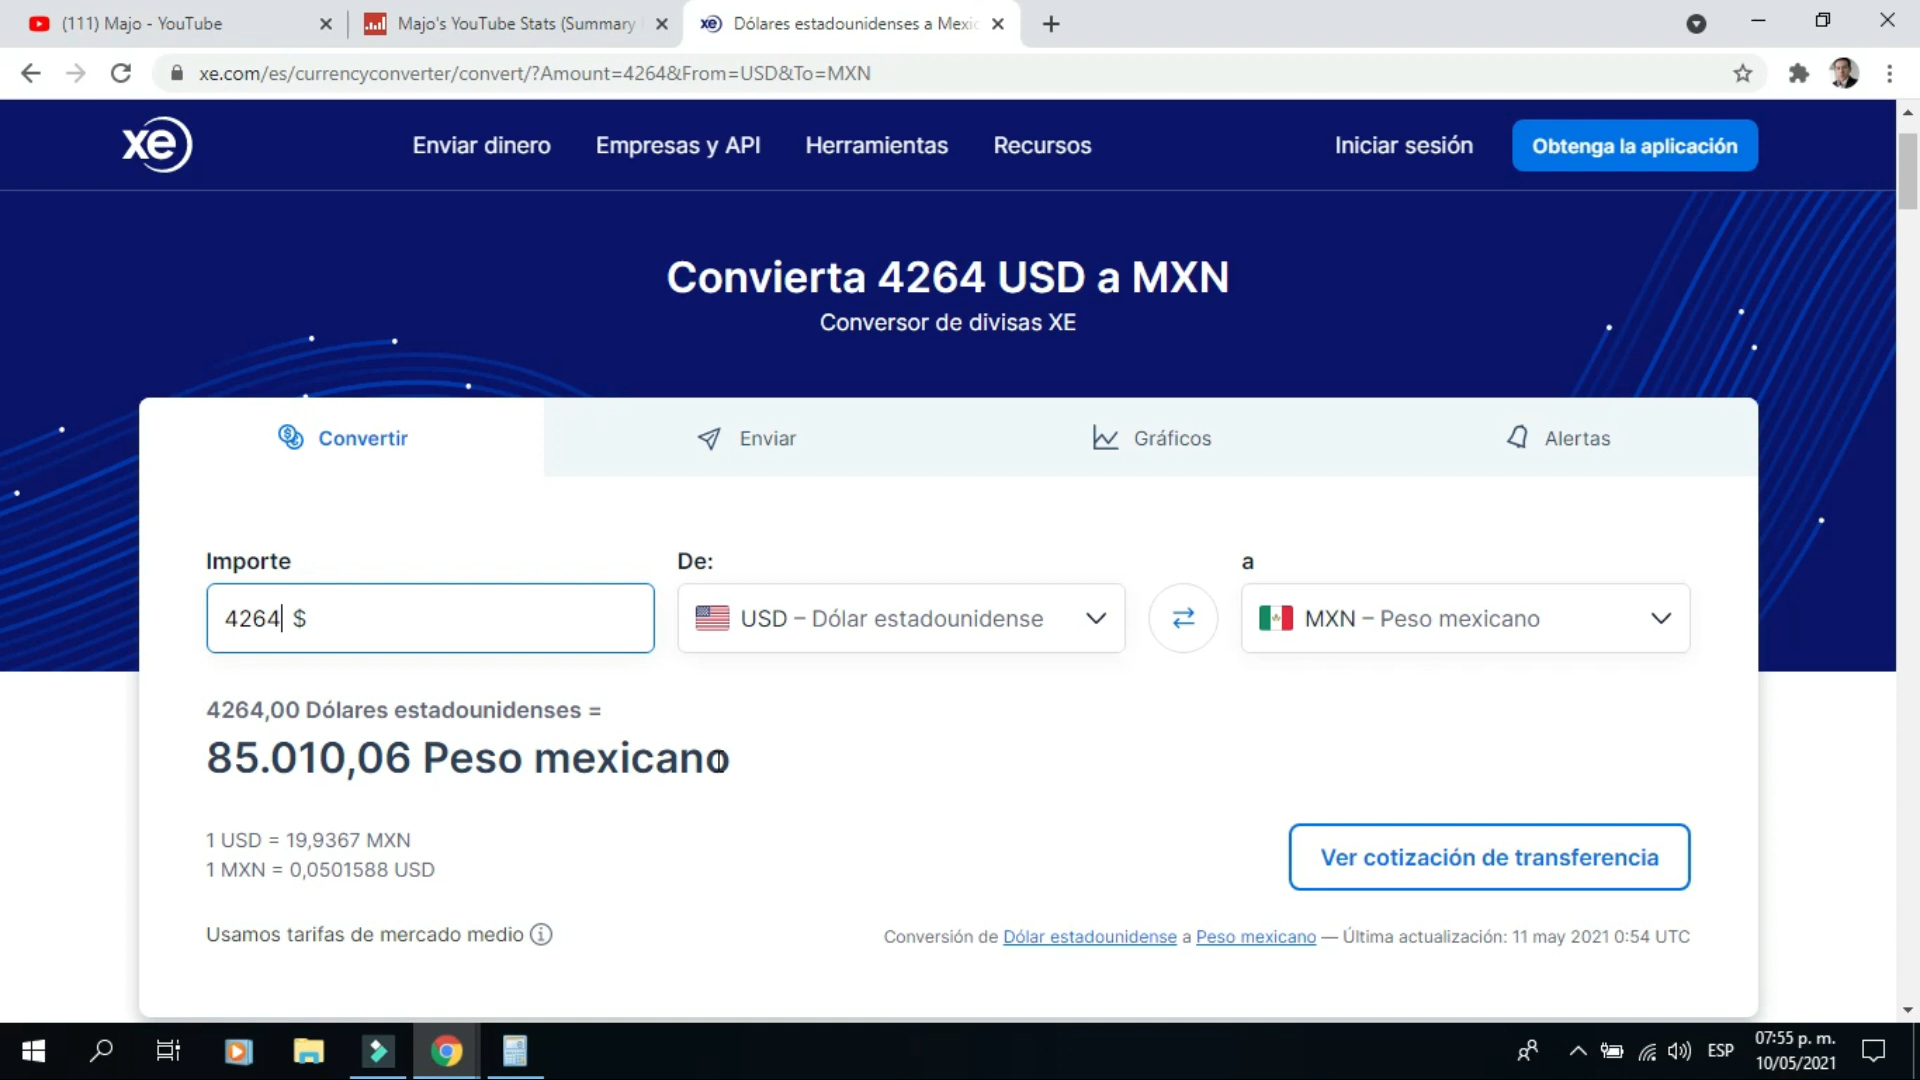 (111) Majo - YouTube
Majo's YouTube Stats (Summary
Dólares estadounidenses a Mexic
xe.com/es/currencyconverter/convert/?Amount=4264&From=USD&To=MXN
xe
Enviar dinero
Empresas y API
Herramientas
Recursos
Iniciar sesión
Obtenga la aplicación
Convierta 4264 USD a MXN
Conversor de divisas XE
Convertir
Enviar
Gráficos
Alertas
Importe
De:
a
4264 $
USD – Dólar estadounidense
MXN – Peso mexicano
4264,00 Dólares estadounidenses =
85.010,06 Peso mexicano
1 USD = 19,9367 MXN
1 MXN = 0,0501588 USD
Ver cotización de transferencia
Usamos tarifas de mercado medio
Conversión de Dólar estadounidense a Peso mexicano — Última actualización: 11 may 2021 0:54 UTC
ESP
07:55 p. m.
10/05/2021